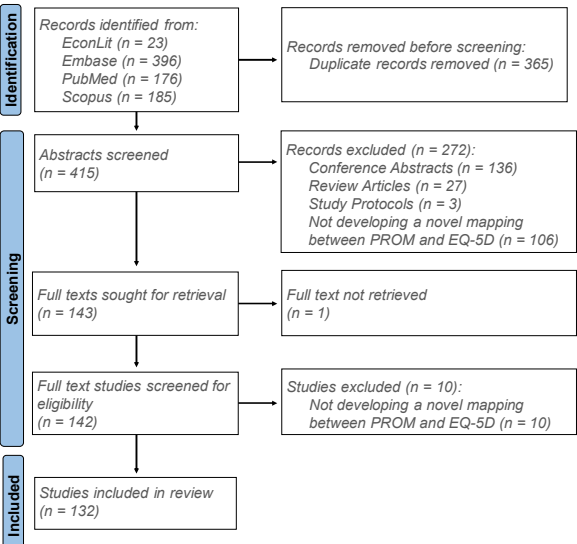 Identification
Records identified from:
EconLit (n = 23)
Embase (n = 396)
PubMed (n = 176)
Scopus (n = 185)
Records removed before screening:
Duplicate records removed (n = 365)
Screening
Abstracts screened
(n = 415)
Records excluded (n = 272):
Conference Abstracts (n = 136)
Review Articles (n = 27)
Study Protocols (n = 3)
Not developing a novel mapping
between PROM and EQ-5D (n = 106)
Full texts sought for retrieval
(n = 143)
Full text not retrieved
(n = 1)
Full text studies screened for
eligibility
(n = 142)
Studies excluded (n = 10):
Not developing a novel mapping
between PROM and EQ-5D (n = 10)
Included
Studies included in review
(n = 132)